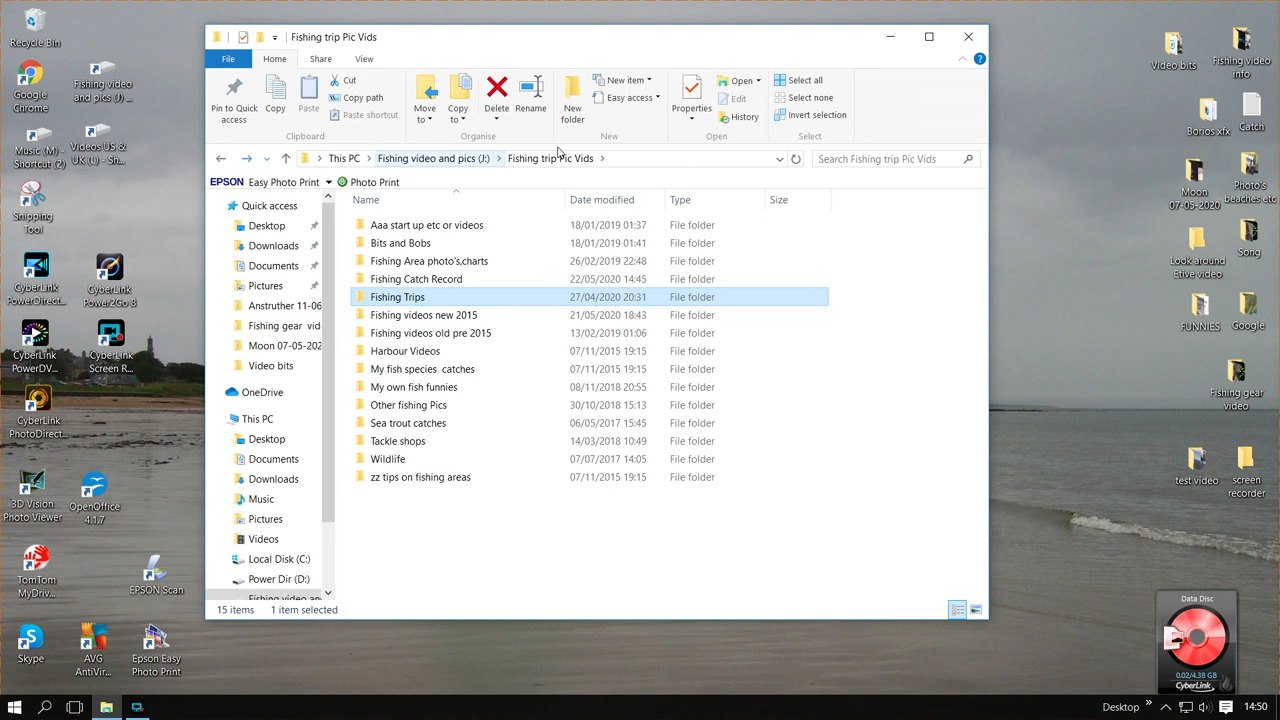 Recycle Bin
Google
Chrome
Fishing video
and pics (J) ...
Music (M) -
Shortcut (2)
Videos US &
UK (I) - Sh...
Snipping
Tool
CyberLink
PowerDirect...
CyberLink
Power2Go 8
CyberLink
PowerDV...
CyberLink
Screen R...
CyberLink
PhotoDirect...
3D Vision
Photo Viewer
OpenOffice
4.1.7
TomTom
MyDriv...
EPSON Scan
Skype
AVG
AntiVir...
Epson Easy
Photo Print
Fishing trip Pic Vids
File
Home
Share
View
Pin to Quick
access
Copy
Paste
Cut
Copy path
Paste shortcut
Clipboard
Move
to
Copy
to
Delete
Rename
Organise
New
folder
New item
Easy access
New
Properties
Open
Edit
History
Open
Select all
Select none
Invert selection
Select
This PC
Fishing video and pics (J:)
Fishing trip Pic Vids
Search Fishing trip Pic Vids
EPSON Easy Photo Print
Photo Print
Quick access
Desktop
Downloads
Documents
Pictures
Anstruther 11-06
Fishing gear vid
Moon 07-05-202
Video bits
OneDrive
This PC
Desktop
Documents
Downloads
Music
Pictures
Videos
Local Disk (C:)
Power Dir (D:)
Fishing video an
Name Date modified Type Size
Aaa start up etc or videos 18/01/2019 01:37 File folder
Bits and Bobs 18/01/2019 01:41 File folder
Fishing Area photo's,charts 26/02/2019 22:48 File folder
Fishing Catch Record 22/05/2020 14:45 File folder
Fishing Trips 27/04/2020 20:31 File folder
Fishing videos new 2015 21/05/2020 18:43 File folder
Fishing videos old pre 2015 13/02/2019 01:06 File folder
Harbour Videos 07/11/2015 19:15 File folder
My fish species catches 07/11/2015 19:15 File folder
My own fish funnies 08/11/2018 20:55 File folder
Other fishing Pics 30/10/2018 15:13 File folder
Sea trout catches 06/05/2017 15:45 File folder
Tackle shops 14/03/2018 10:49 File folder
Wildlife 07/07/2017 14:05 File folder
zz tips on fishing areas 07/11/2015 19:15 File folder
15 items 1 item selected
Video bits
Fishing video
info
Borios xfx
Catch
Moon
07-05-2020
Photo's
beaches etc
Look around
Etive video
Song
FUNNIES
Google
Fishing gear
video
test video
screen
recorder
Data Disc
0.02/4.38 GB
CyberLink
Desktop
14:50